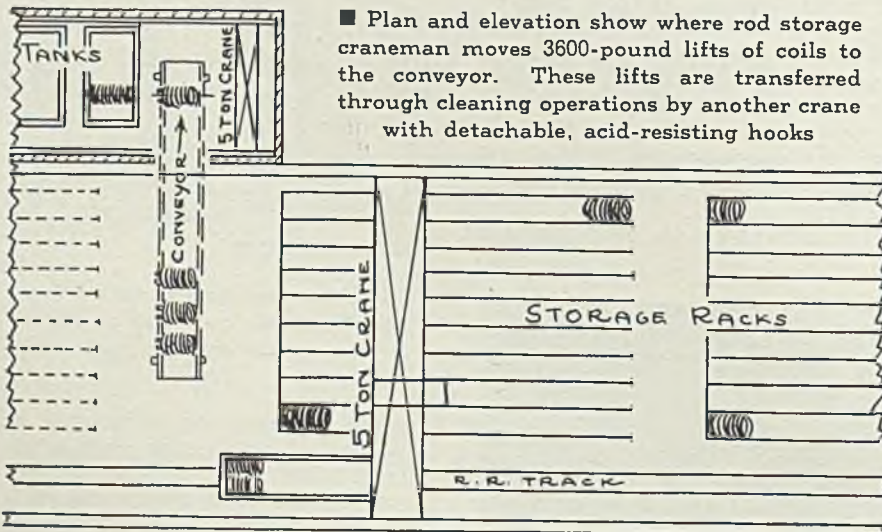 ■ Plan and elevation show where rod storage
craneman moves 3600-pound lifts of coils to
the conveyor. These lifts are transferred
through cleaning operations by another crane
with detachable, acid-resisting hooks
TANKS
5 TON CRANE
CONVEYOR →
5 TON CRANE
STORAGE RACKS
R.R. TRACK